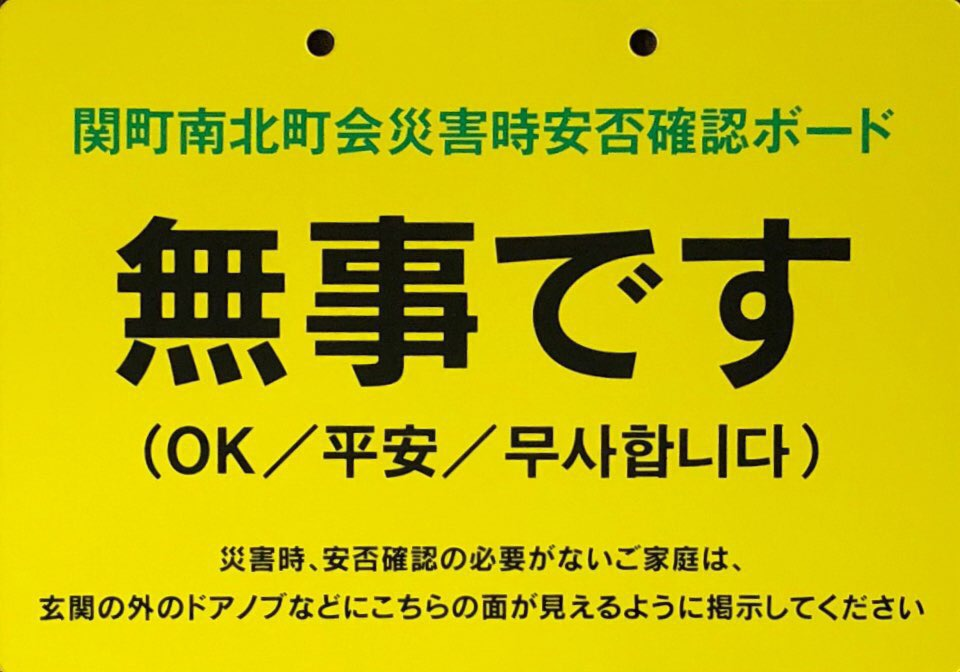 関町南北町会災害時安否確認ボード
無事です
（OK／平安／무사합니다）
災害時、安否確認の必要がないご家庭は、
玄関の外のドアノブなどにこちらの面が見えるように掲示してください